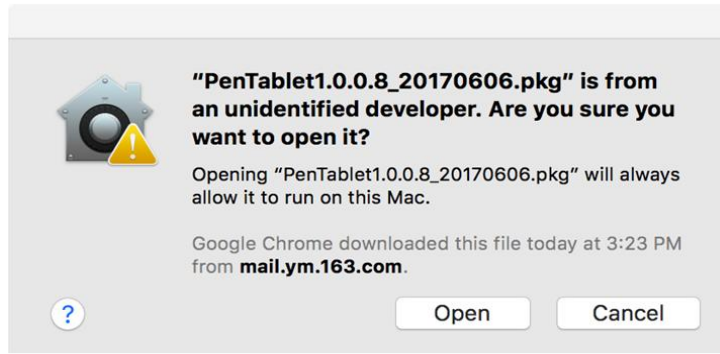 “PenTablet1.0.0.8_20170606.pkg” is from
an unidentified developer. Are you sure you
want to open it?
Opening “PenTablet1.0.0.8_20170606.pkg” will always
allow it to run on this Mac.
Google Chrome downloaded this file today at 3:23 PM
from mail.ym.163.com.
?
Open
Cancel